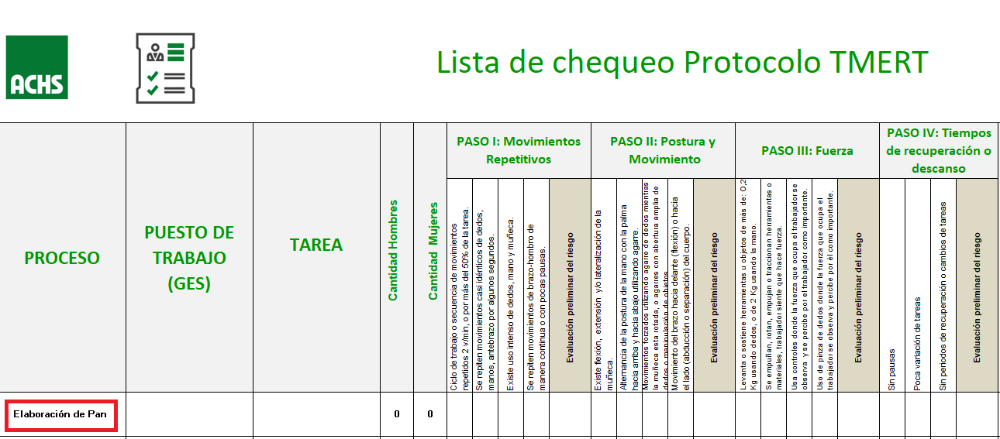 ACHS
Lista de chequeo Protocolo TMERT
PROCESO
PUESTO DE
TRABAJO
(GES)
TAREA
Cantidad Hombres
Cantidad Mujeres
PASO I: Movimientos
Repetitivos
Ciclo de trabajo o secuencia de movimientos
repetidos 2 v/min, o por más del 50% de la tarea.
Se repiten movimientos casi idénticos de dedos,
manos, antebrazo por algunos segundos.
Existe uso intenso de dedos, mano y muñeca.
Se repiten movimientos de brazo-hombro de
manera continua o con pocas pausas.
Evaluación preliminar del riesgo
PASO II: Postura y
Movimiento
Existe flexión, extensión y/o lateralización de la
muñeca.
Alternancia de la postura de la mano con la palma
hacia arriba y hacia abajo utilizando agarre.
Movimientos forzados utilizando agarre de dedos mientras
la muñeca esta rotada, o agarres con abertura amplia de
dedos o manipulación de objetos
Movimiento del brazo hacia delante (flexión) o hacia
el lado (abducción o separación) del cuerpo.
Evaluación preliminar del riesgo
PASO III: Fuerza
Levanta o sostiene herramientas u objetos de más de: 0,2
Kg usando dedos, o de 2 Kg usando la mano.
Se empuñan, rotan, empujan o traccionan herramientas o
materiales, trabajador siente que hace fuerza.
Usa controles donde la fuerza que ocupa el trabajador se
observa y se percibe por el trabajador como importante.
Uso de pinza de dedos donde la fuerza que ocupa el
trabajador se observa y percibe por él como importante.
Evaluación preliminar del riesgo
PASO IV: Tiempos
de recuperación o
descanso
Sin pausas
Poca variación de tareas
Sin periodos de recuperación o cambios de tareas
Evaluación preliminar del riesgo
Elaboración de Pan
0
0